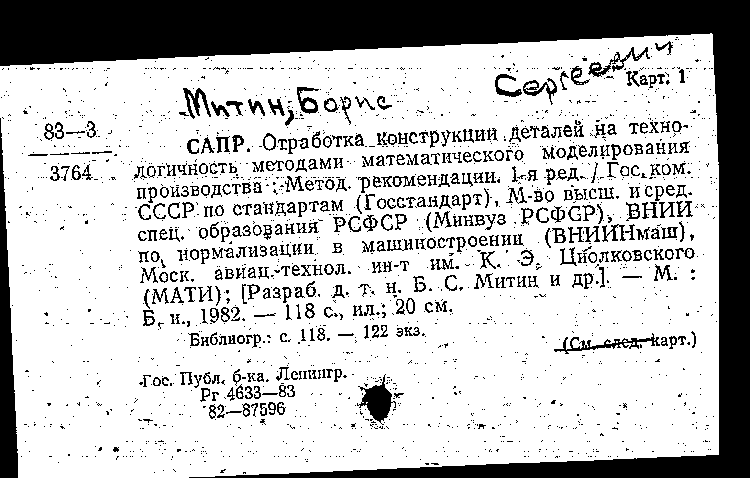 Митин, Борис Сергеевич
Карт. 1
83—3
3764
САПР. Отработка конструкции деталей на техно-
логичность методами математического моделирования
производства : Метод. рекомендации. 1-я ред. / Гос. ком.
СССР по стандартам (Госстандарт), М-во высш. и сред.
спец. образования РСФСР (Минвуз РСФСР), ВНИИ
по нормализации в машиностроении (ВНИИНмаш),
Моск. авиац.-технол. ин-т им. К. Э. Циолковского
(МАТИ); [Разраб. д. т. н. Б. С. Митин и др.]. — М. :
Б. и., 1982. — 118 с., ил.; 20 см.
Библиогр.: с. 118. — 122 экз.
(См. след. карт.)
Гос. Публ. б-ка. Ленингр.
Рг 4633—83
82—87596